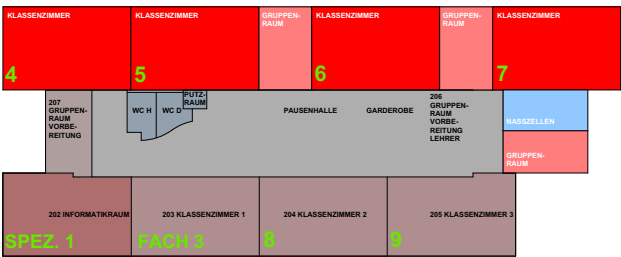 KLASSENZIMMER
4
KLASSENZIMMER
5
GRUPPEN-
RAUM
KLASSENZIMMER
6
GRUPPEN-
RAUM
KLASSENZIMMER
7
207
GRUPPEN-
RAUM
VORBE-
REITUNG
WC H
WC D
PUTZ-
RAUM
PAUSENHALLE
GARDEROBE
206
GRUPPEN-
RAUM
VORBE-
REITUNG
LEHRER
NASSZELLEN
GRUPPEN-
RAUM
202 INFORMATIKRAUM
SPEZ. 1
203 KLASSENZIMMER 1
FACH 3
204 KLASSENZIMMER 2
8
205 KLASSENZIMMER 3
9